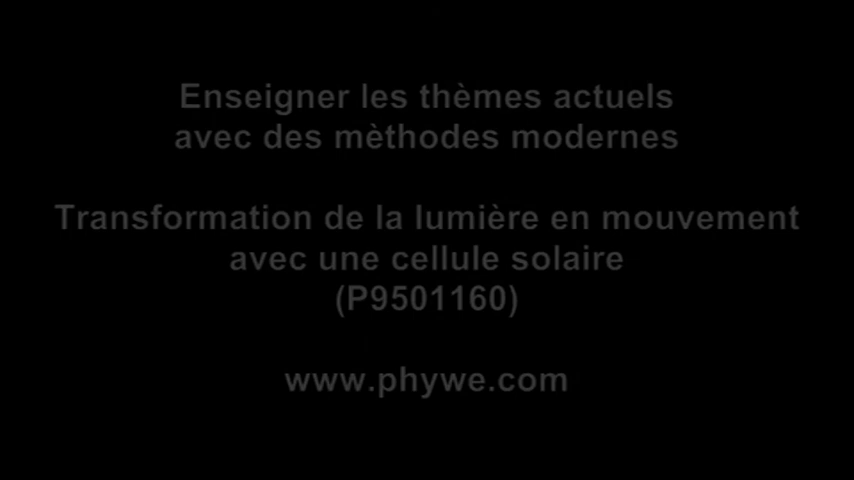 Enseigner les thèmes actuels
avec des mèthodes modernes
Transformation de la lumière en mouvement
avec une cellule solaire
(P9501160)
www.phywe.com